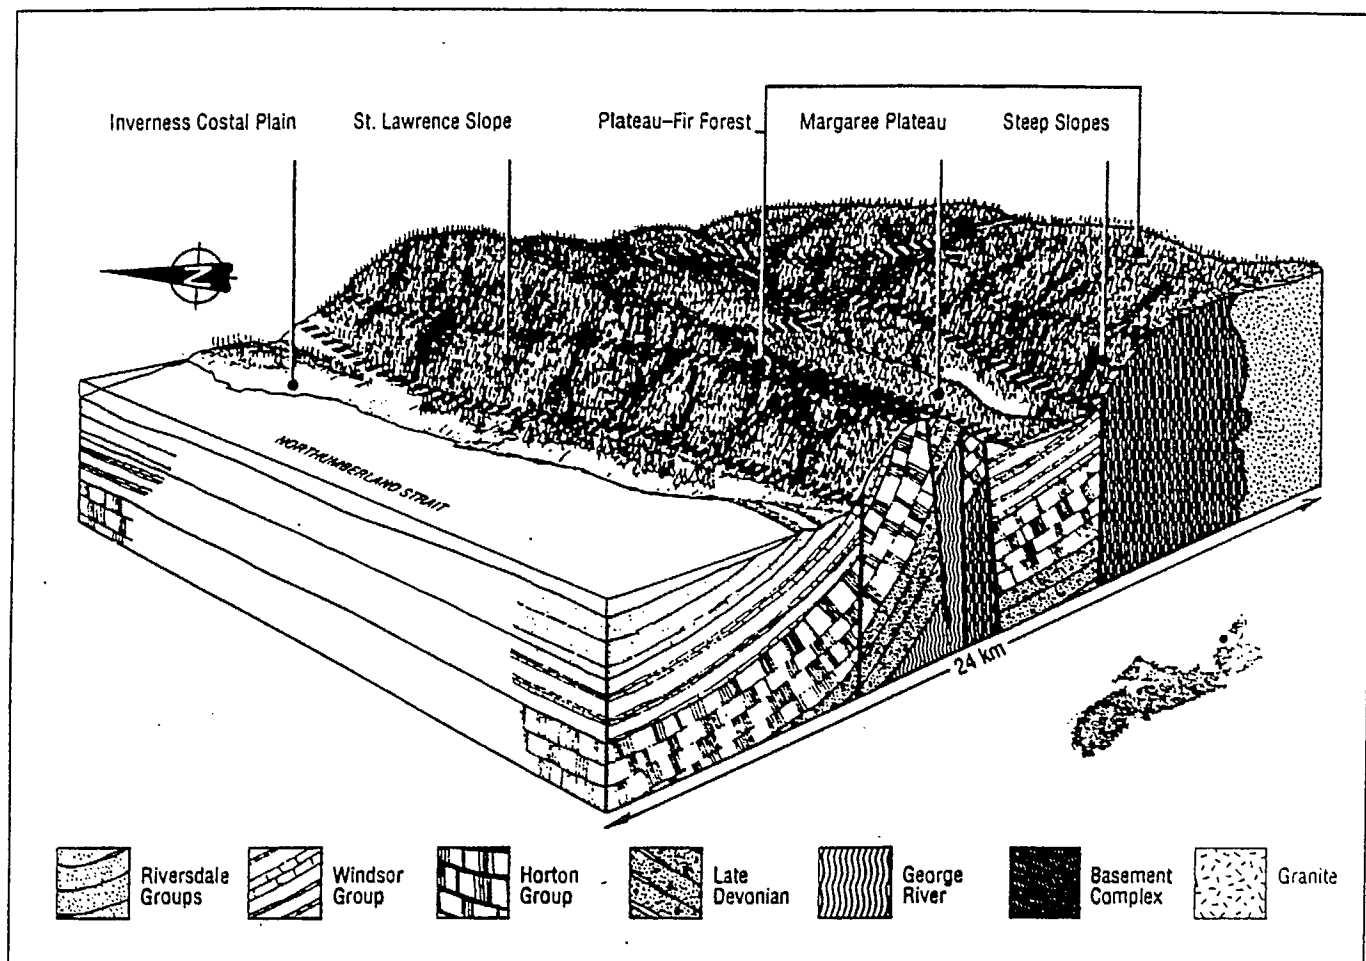 Inverness Costal Plain
St. Lawrence Slope
Plateau–Fir Forest
Margaree Plateau
Steep Slopes
N
NORTHUMBERLAND STRAIT
24 km
Riversdale
Groups
Windsor
Group
Horton
Group
Late
Devonian
George
River
Basement
Complex
Granite